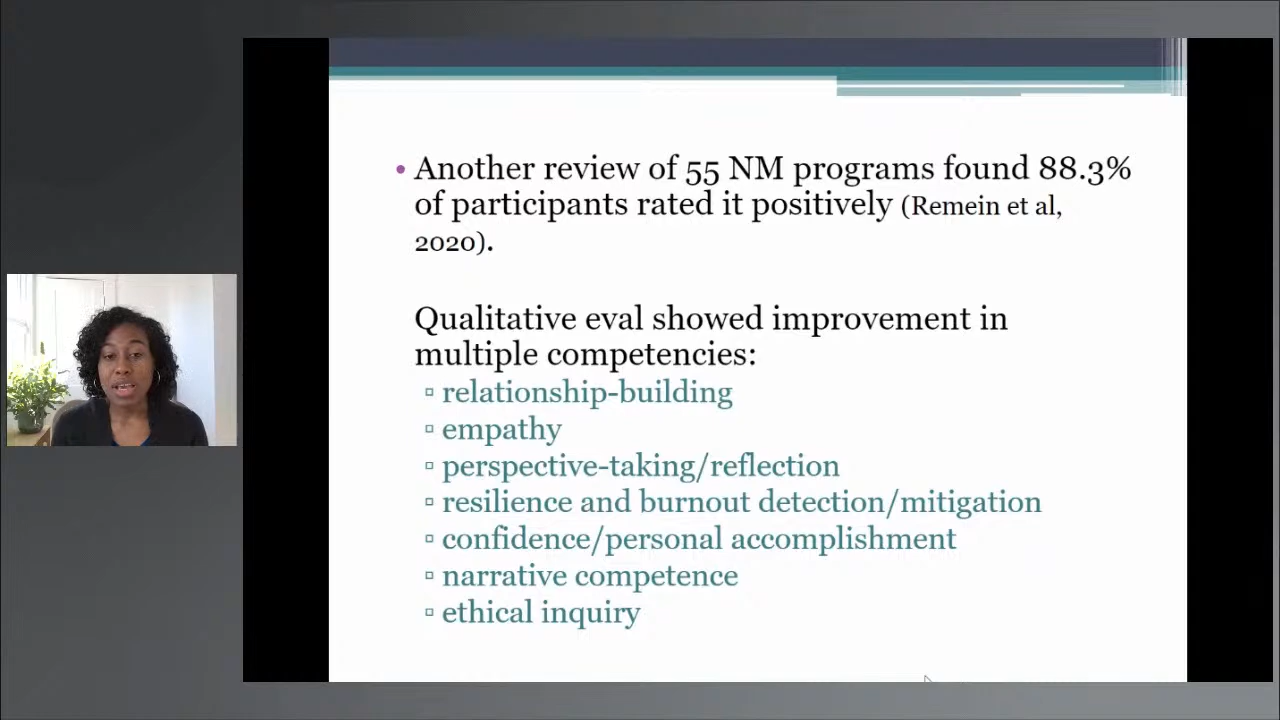 • Another review of 55 NM programs found 88.3%
of participants rated it positively (Remein et al,
2020).
Qualitative eval showed improvement in
multiple competencies:
▫ relationship-building
▫ empathy
▫ perspective-taking/reflection
▫ resilience and burnout detection/mitigation
▫ confidence/personal accomplishment
▫ narrative competence
▫ ethical inquiry